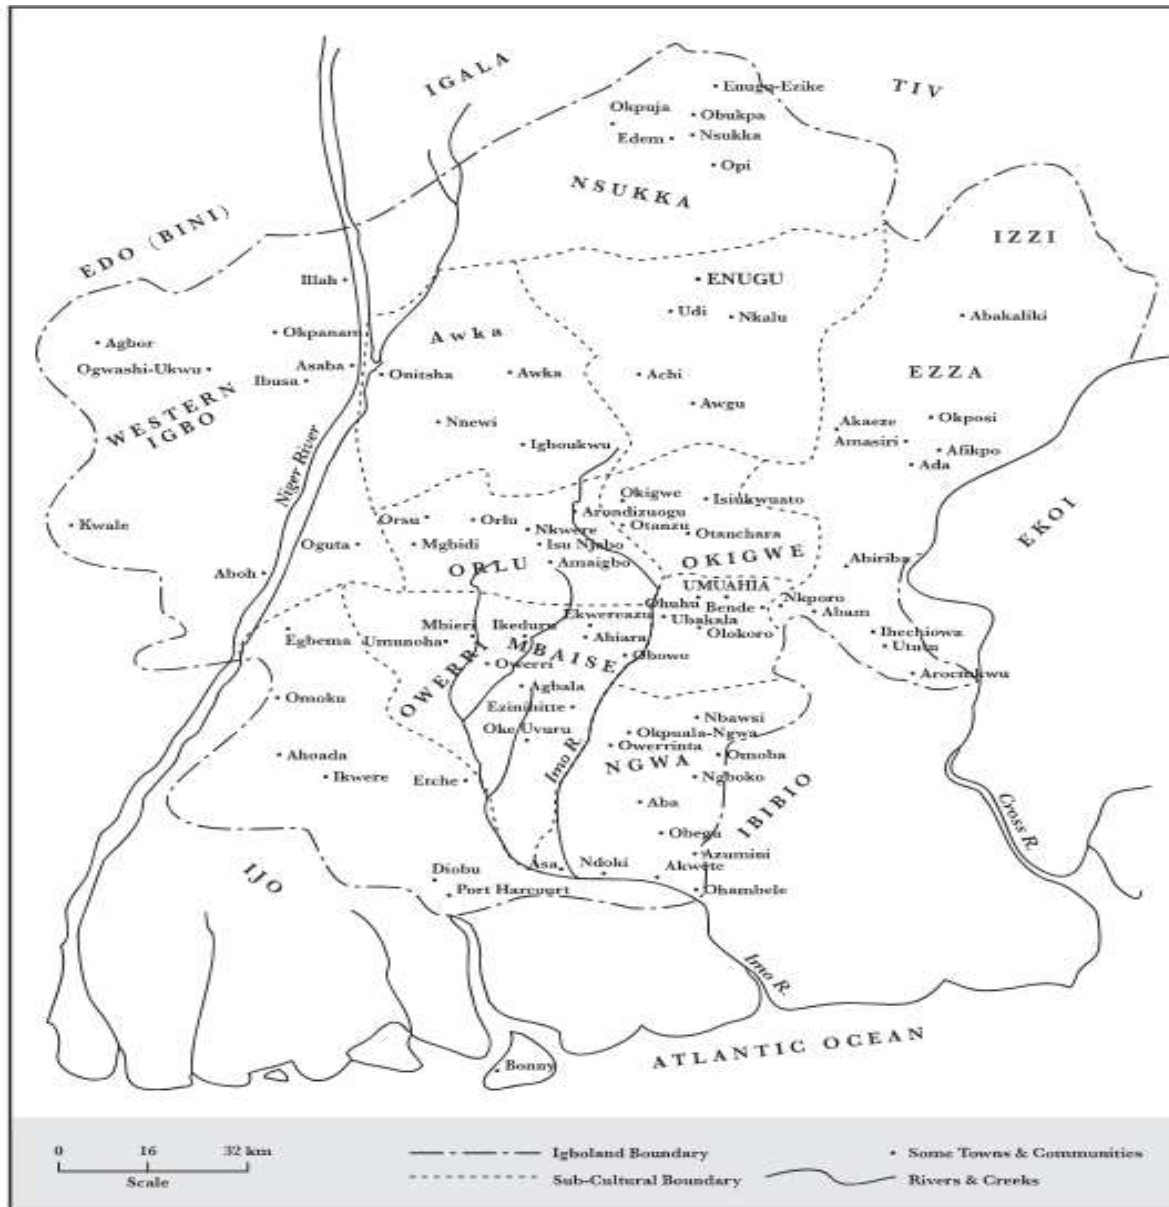 IGALA
TIV
Enugu-Ezike
Okpuja
Obukpa
Edem
Nsukka
Opi
NSUKKA
EDO (BINI)
IZZI
Illah
ENUGU
Udi
Nkalu
Abakaliki
Okpanam
Awka
Agbor
Ogwashi-Ukwu
Asaba
Ibusa
Onitsha
Awka
Achi
EZZA
WESTERN
IGBO
Nnewi
Awgu
Akaeze
Okposi
Igboukwu
Amasiri
Afikpo
Ada
Niger River
Okigwe
Isiukwuato
Kwale
Orsu
Orlu
Arondizuogu
Nkwere
Otanzu
Otanchara
EKOI
Oguta
Mgbidi
Isu Njabo
ORLU
Amaigbo
OKIGWE
Abiriba
Aboh
UMUAHIA
Ohuhu
Bende
Nkporo
Abam
Ekwereazu
Ubakala
Mbieri
Ikeduru
Olokoro
Ihechiowa
Egbema
Umunoha
Ahiara
Ututu
MBAISE
Obowo
Owerri
OWERRI
Arochukwu
Agbala
Omoku
Ezinihitte
Nbawsi
Oke Uvuru
Okpuala-Ngwa
Owerrinta
Ahoada
Imo R.
NGWA
Omoba
Ikwere
Etche
Ngboko
IBIBIO
Aba
Cross R.
Obegu
Azumini
IJO
Diobu
Asa
Ndoki
Akwete
Port Harcourt
Ohambele
Imo R.
ATLANTIC OCEAN
Bonny
0 16 32 km
Scale
Igboland Boundary
Sub-Cultural Boundary
Some Towns & Communities
Rivers & Creeks